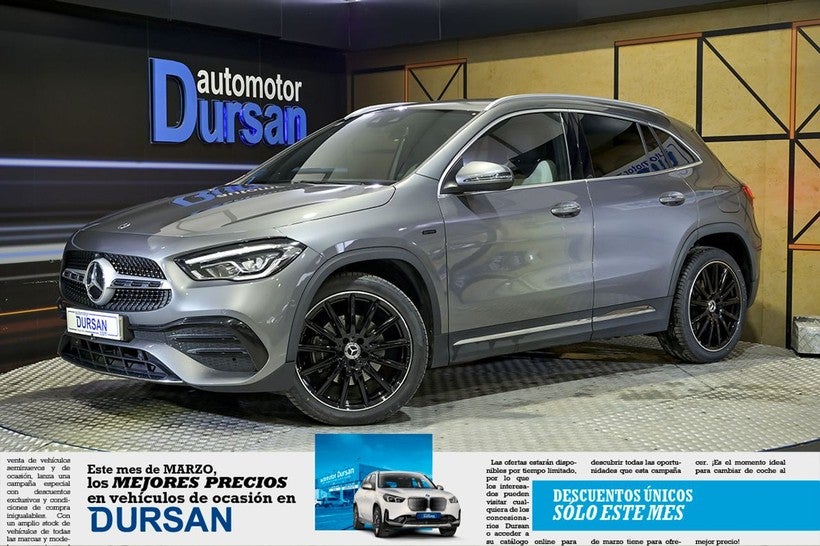 automotor
Dursan
DURSAN
.com
venta de vehículos
seminuevos y de
ocasión, lanza una
campaña especial
con descuentos
exclusivos y condi-
ciones de compra
inigualables. Con
un amplio stock de
vehículos de todas
las marcas y mode-
Este mes de MARZO,
los MEJORES PRECIOS
en vehículos de ocasión en
DURSAN
automotor Dursan
Las ofertas estarán dispo-
nibles por tiempo limitado,
por lo que
los interesa-
dos pueden
visitar cual-
quiera de los
concesiona-
rios Dursan
o acceder a
su catálogo online para
descubrir todas las oportu-
nidades que esta campaña
cer. ¡Es el momento ideal
para cambiar de coche al
DESCUENTOS ÚNICOS
SÓLO ESTE MES
de marzo tiene para ofre-
mejor precio!